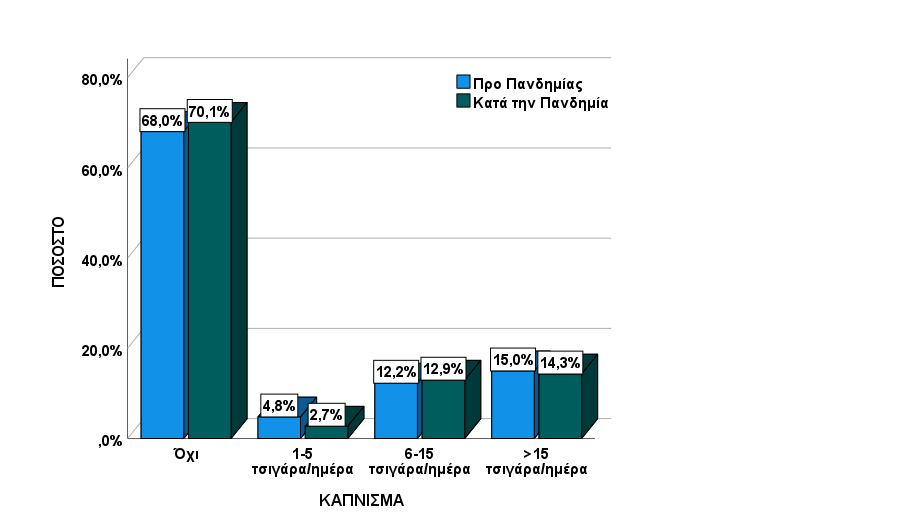 80,0%
60,0%
40,0%
20,0%
,0%
ΠΟΣΟΣΤΟ
Προ Πανδημίας
Κατά την Πανδημία
68,0%
70,1%
4,8%
2,7%
12,2%
12,9%
15,0%
14,3%
Όχι
1-5
τσιγάρα/ημέρα
6-15
τσιγάρα/ημέρα
>15
τσιγάρα/ημέρα
ΚΑΠΝΙΣΜΑ